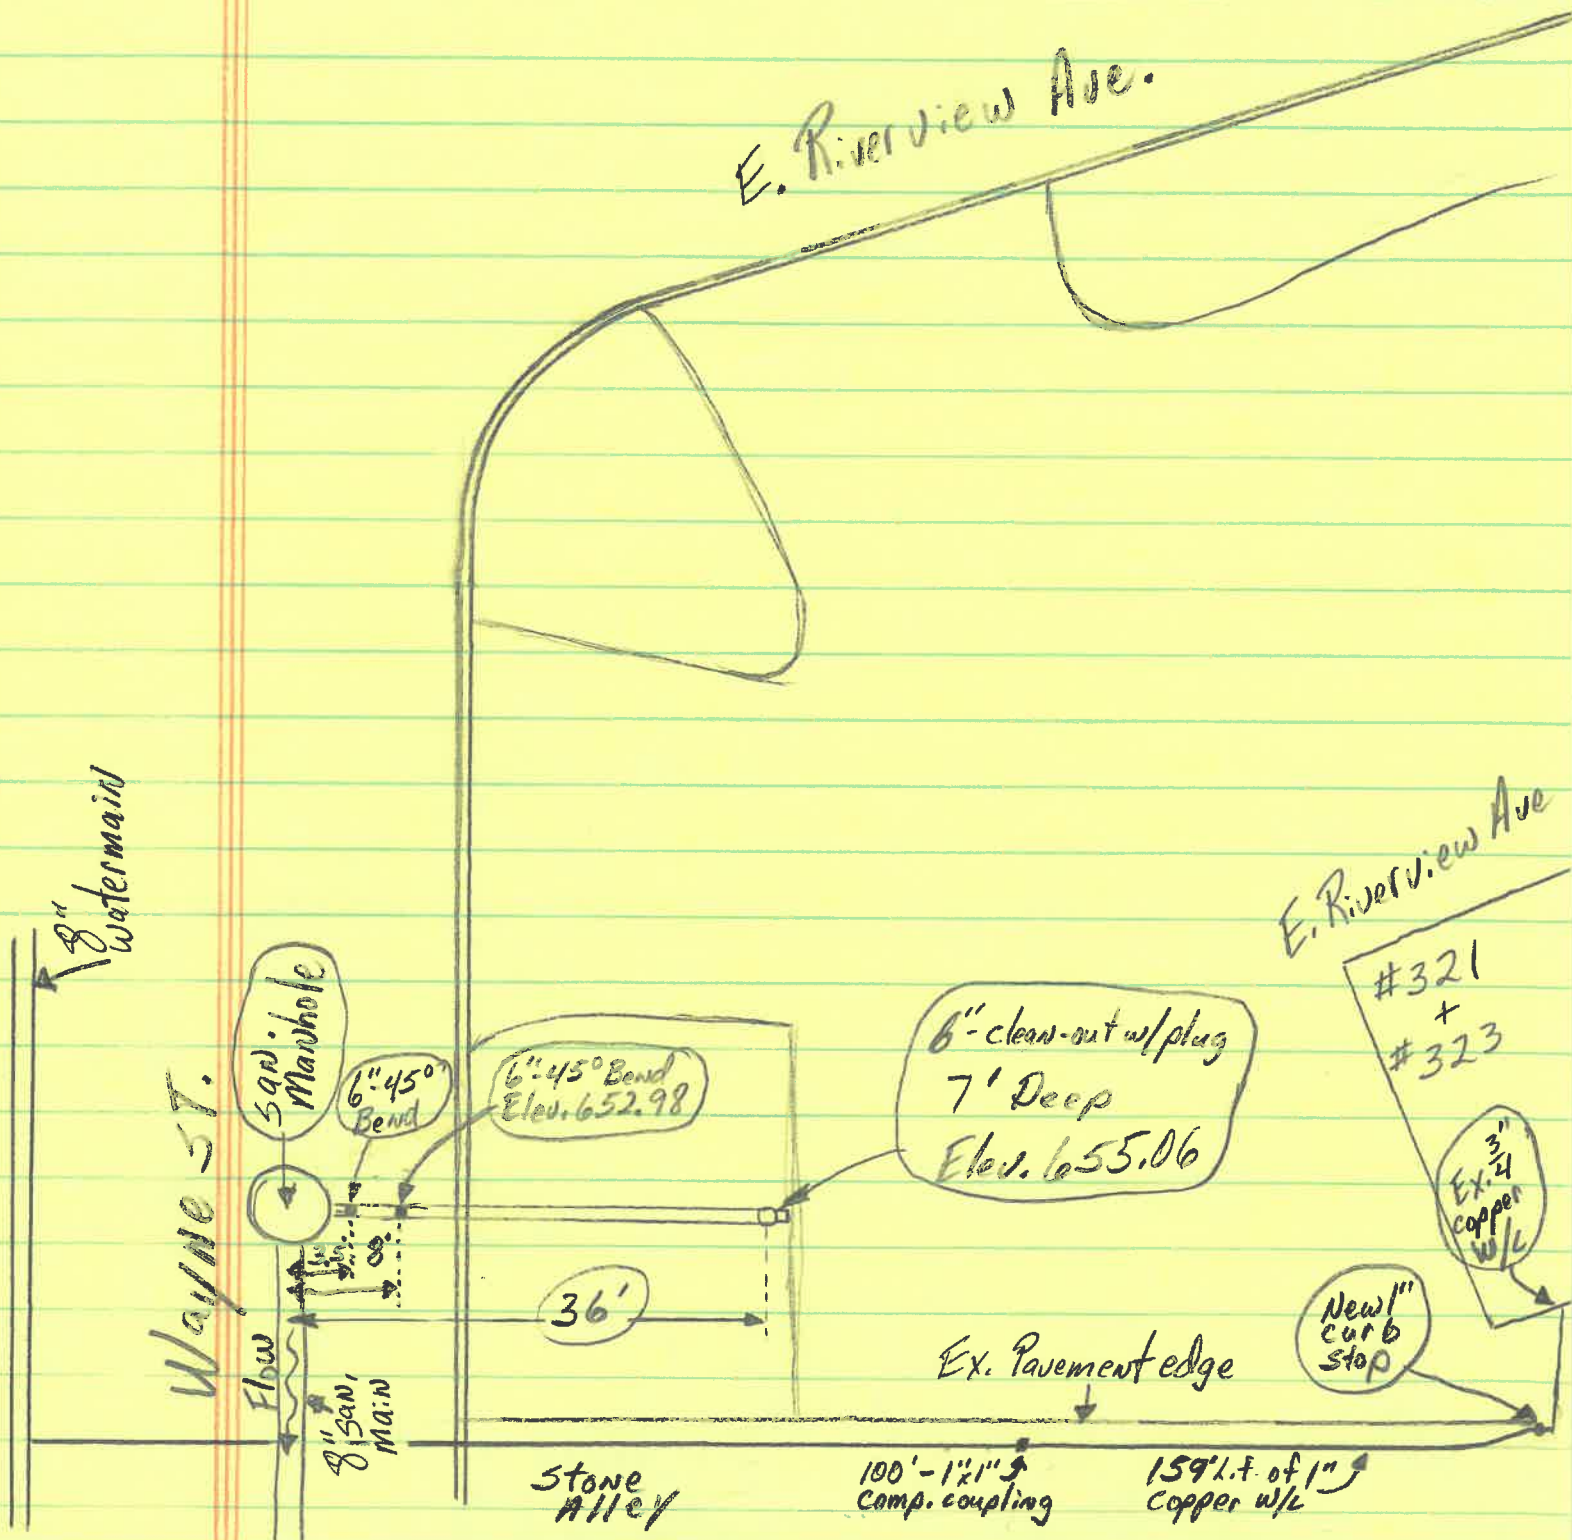 E. Riverview Ave.
8"
Watermain
E. Riverview Ave
#321
+
#323
San.
Manhole
6"-45°
Bend
6"-45° Bend
Elev. 652.98
6"-clean-out w/plug
7' Deep
Elev. 655.06
Ex. 3/4"
copper
W/L
Wayne ST.
8'
36'
New 1"
curb
stop
Ex. Pavement edge
Flow
8" San.
Main
Stone
Alley
100'-1"x1"
Comp. coupling
159' L.f. of 1"
Copper W/L